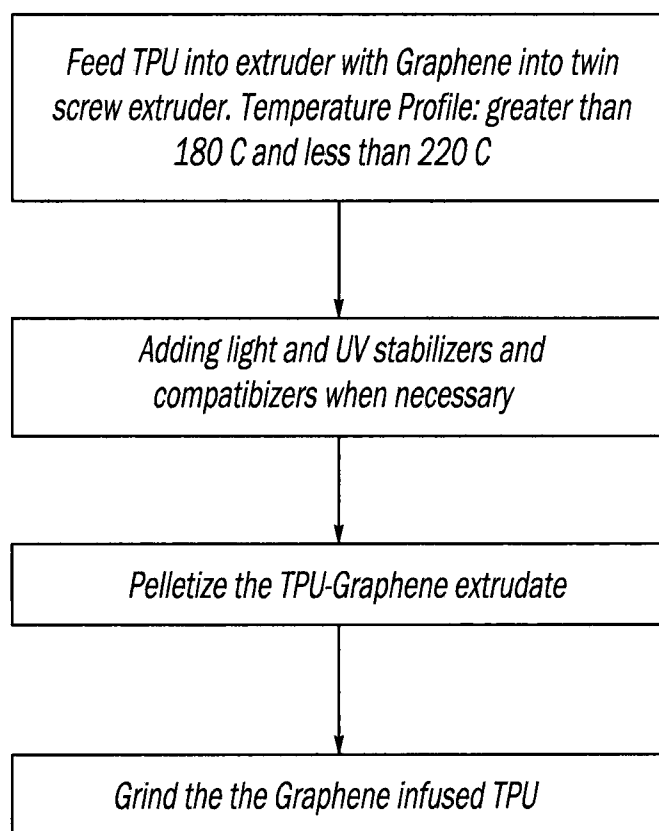 Feed TPU into extruder with Graphene into twin
screw extruder. Temperature Profile: greater than
180 C and less than 220 C
Adding light and UV stabilizers and
compatibizers when necessary
Pelletize the TPU-Graphene extrudate
Grind the the Graphene infused TPU